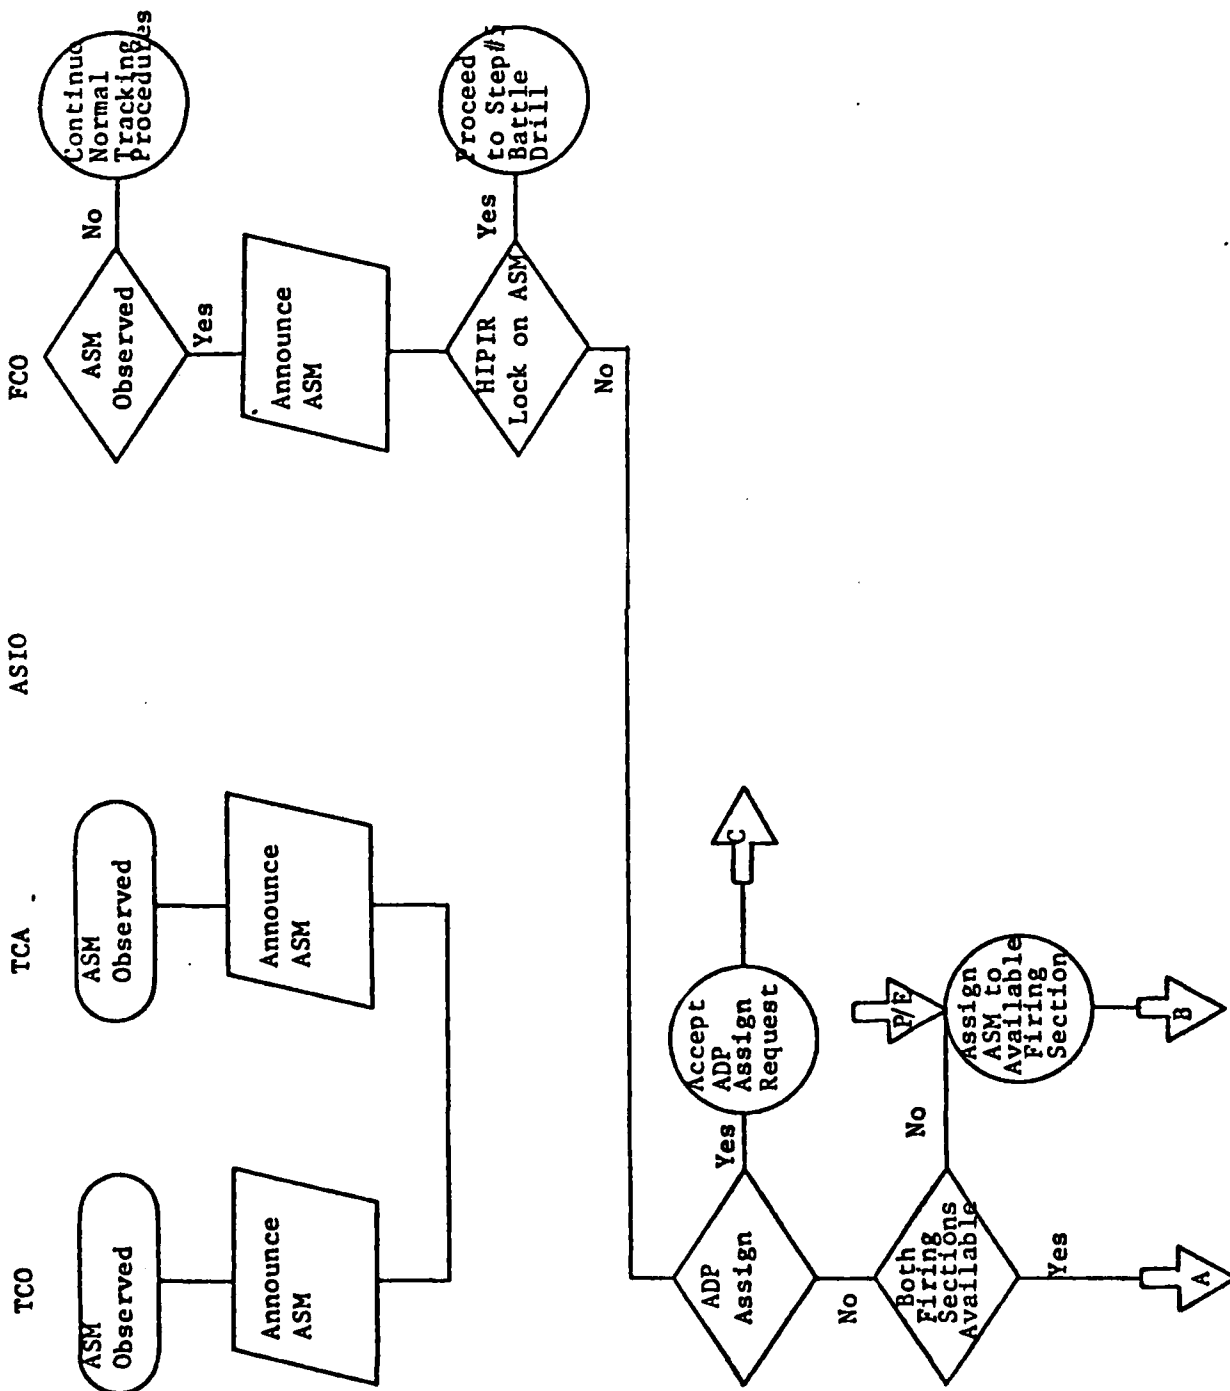 TCO
TCA
ASIO
FCO
ASM
Observed
ASM
Observed
ASM
Observed
No
Continue
Normal
Tracking
Procedures
Yes
Announce
ASM
Announce
ASM
Announce
ASM
HIPIR
Lock on ASM
Yes
Proceed
to Step#5
Battle
Drill
No
ADP
Assign
Yes
Accept
ADP
Assign
Request
C
No
Both
Firing
Sections
Available
No
P/E
Assign
ASM to
Available
Firing
Section
Yes
A
B